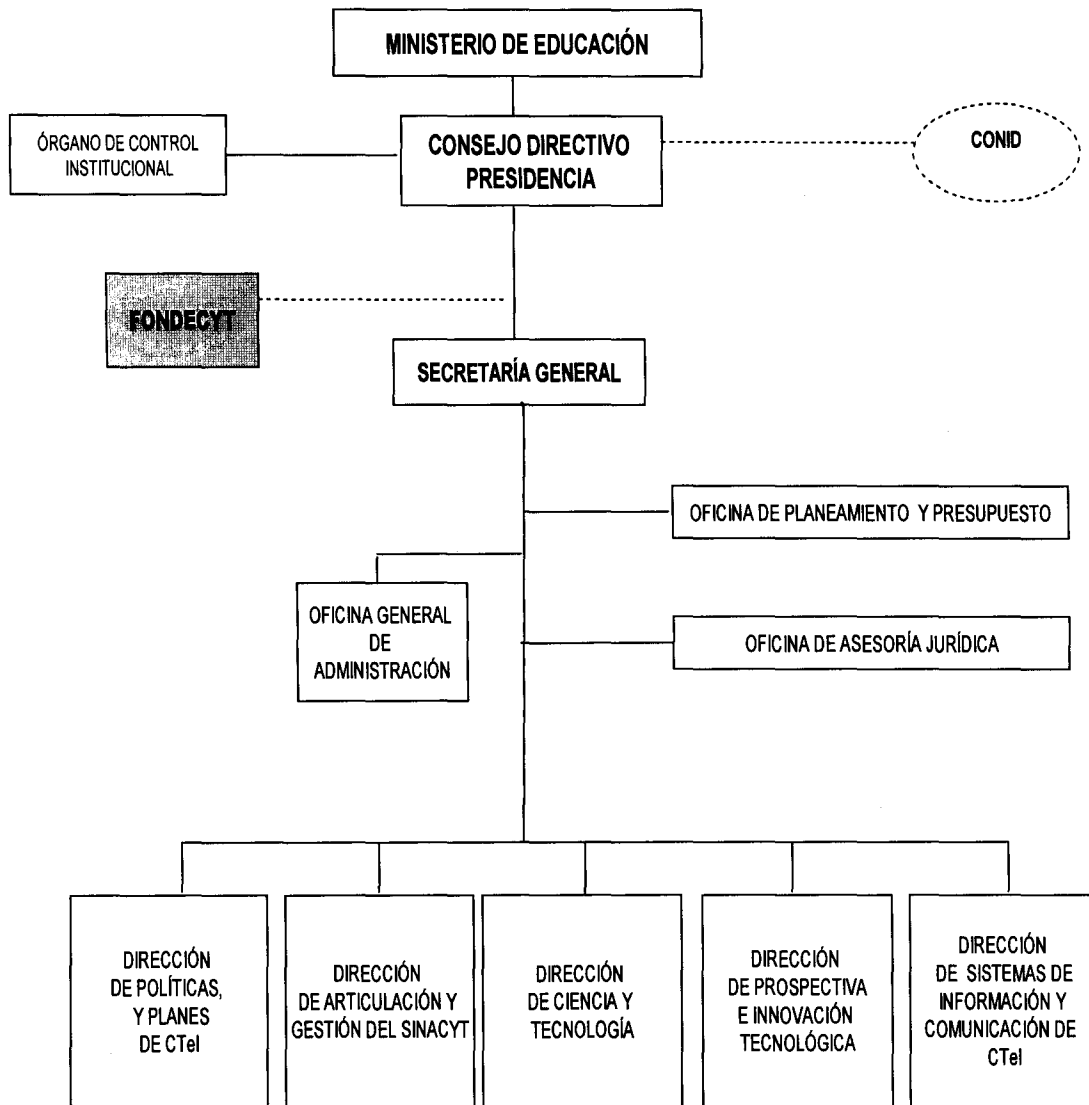 MINISTERIO DE EDUCACIÓN
ÓRGANO DE CONTROL
INSTITUCIONAL
CONSEJO DIRECTIVO
PRESIDENCIA
CONID
FONDECYT
SECRETARÍA GENERAL
OFICINA DE PLANEAMIENTO Y PRESUPUESTO
OFICINA GENERAL
DE
ADMINISTRACIÓN
OFICINA DE ASESORÍA JURÍDICA
DIRECCIÓN
DE POLÍTICAS,
Y PLANES
DE CTeI
DIRECCIÓN
DE ARTICULACIÓN Y
GESTIÓN DEL SINACYT
DIRECCIÓN
DE CIENCIA Y
TECNOLOGÍA
DIRECCIÓN
DE PROSPECTIVA
E INNOVACIÓN
TECNOLÓGICA
DIRECCIÓN
DE SISTEMAS DE
INFORMACIÓN Y
COMUNICACIÓN DE
CTeI